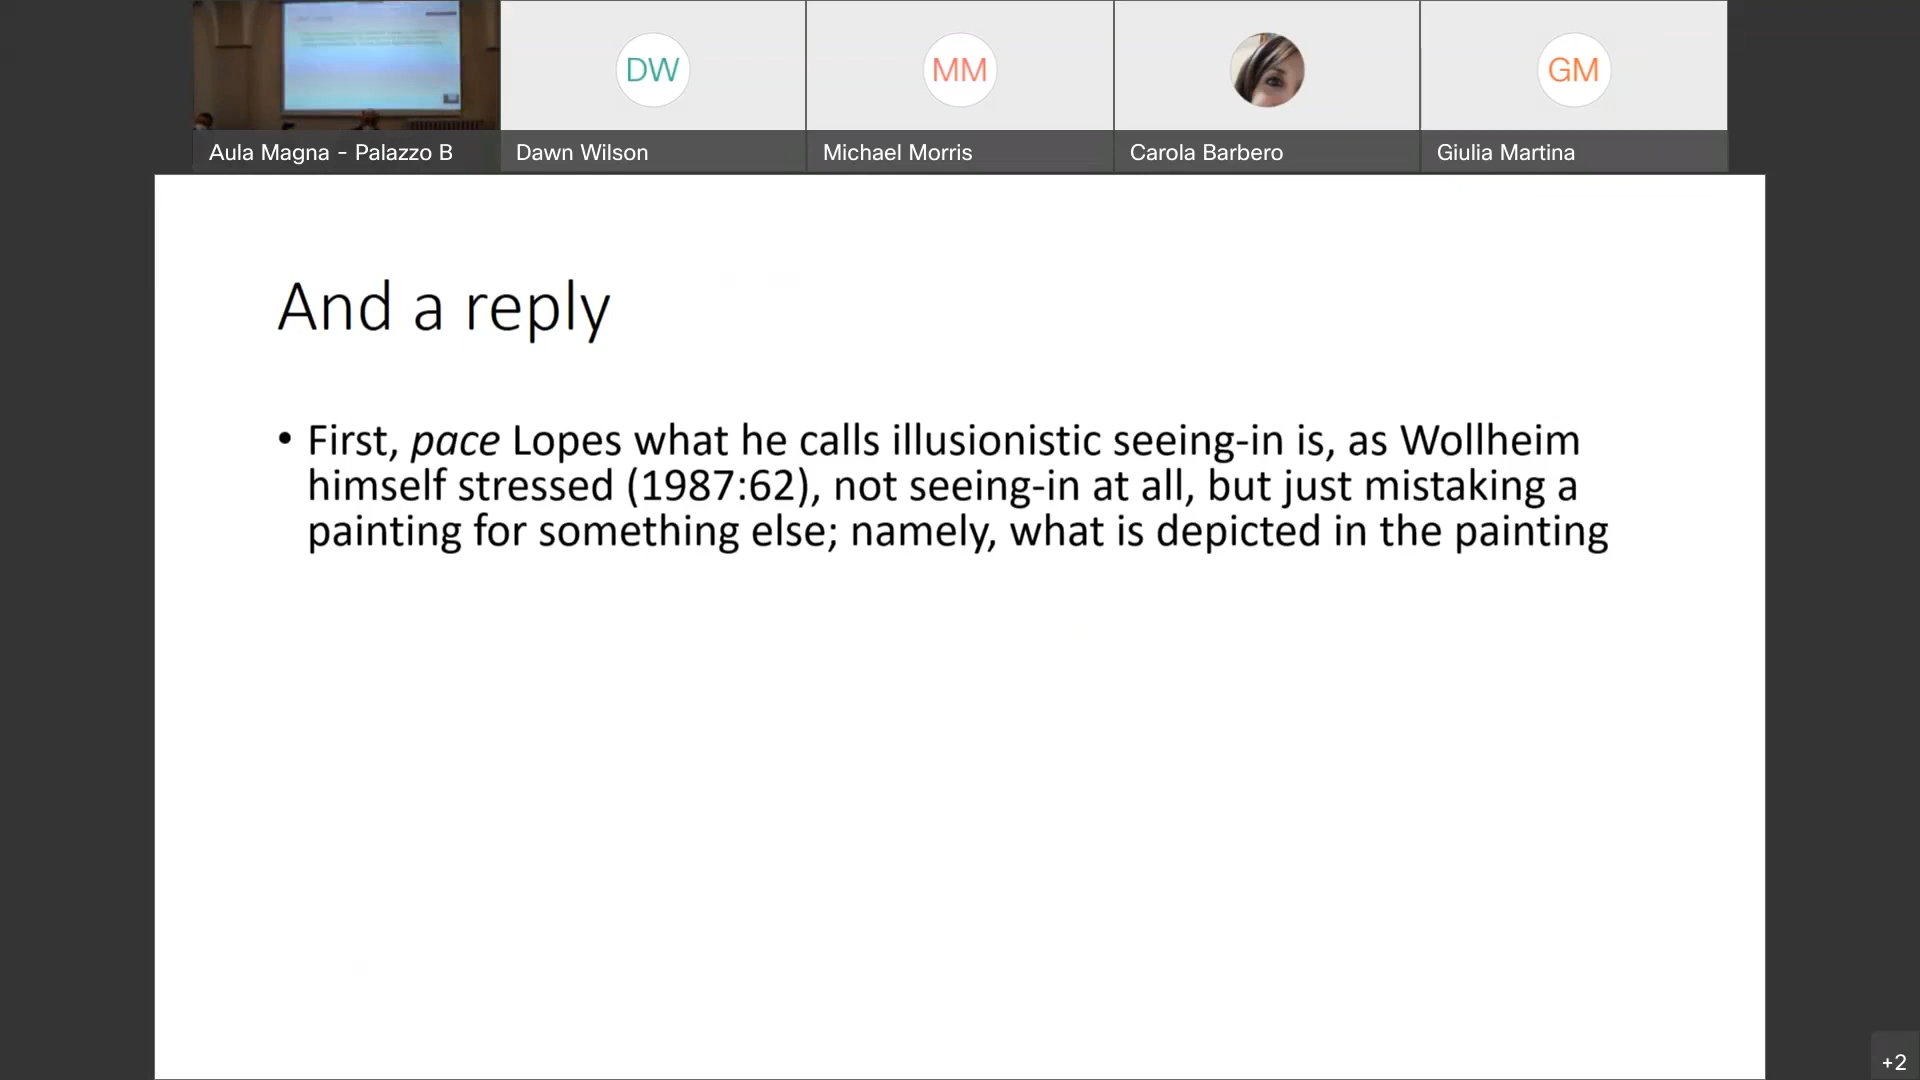 DW
MM
GM
Aula Magna - Palazzo B
Dawn Wilson
Michael Morris
Carola Barbero
Giulia Martina
And a reply
• First, pace Lopes what he calls illusionistic seeing-in is, as Wollheim
himself stressed (1987:62), not seeing-in at all, but just mistaking a
painting for something else; namely, what is depicted in the painting
+2